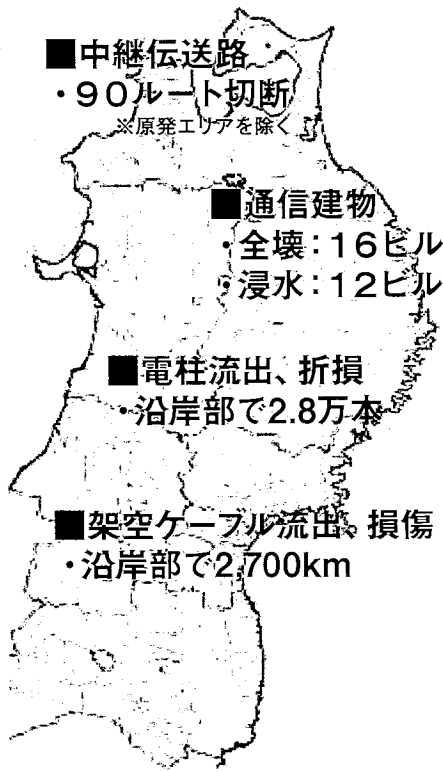 ■中継伝送路
・９０ルート切断
※原発エリアを除く
■通信建物
・全壊：１６ビル
・浸水：１２ビル
■電柱流出、折損
・沿岸部で2.8万本
■架空ケーブル流出、損傷
・沿岸部で2,700km